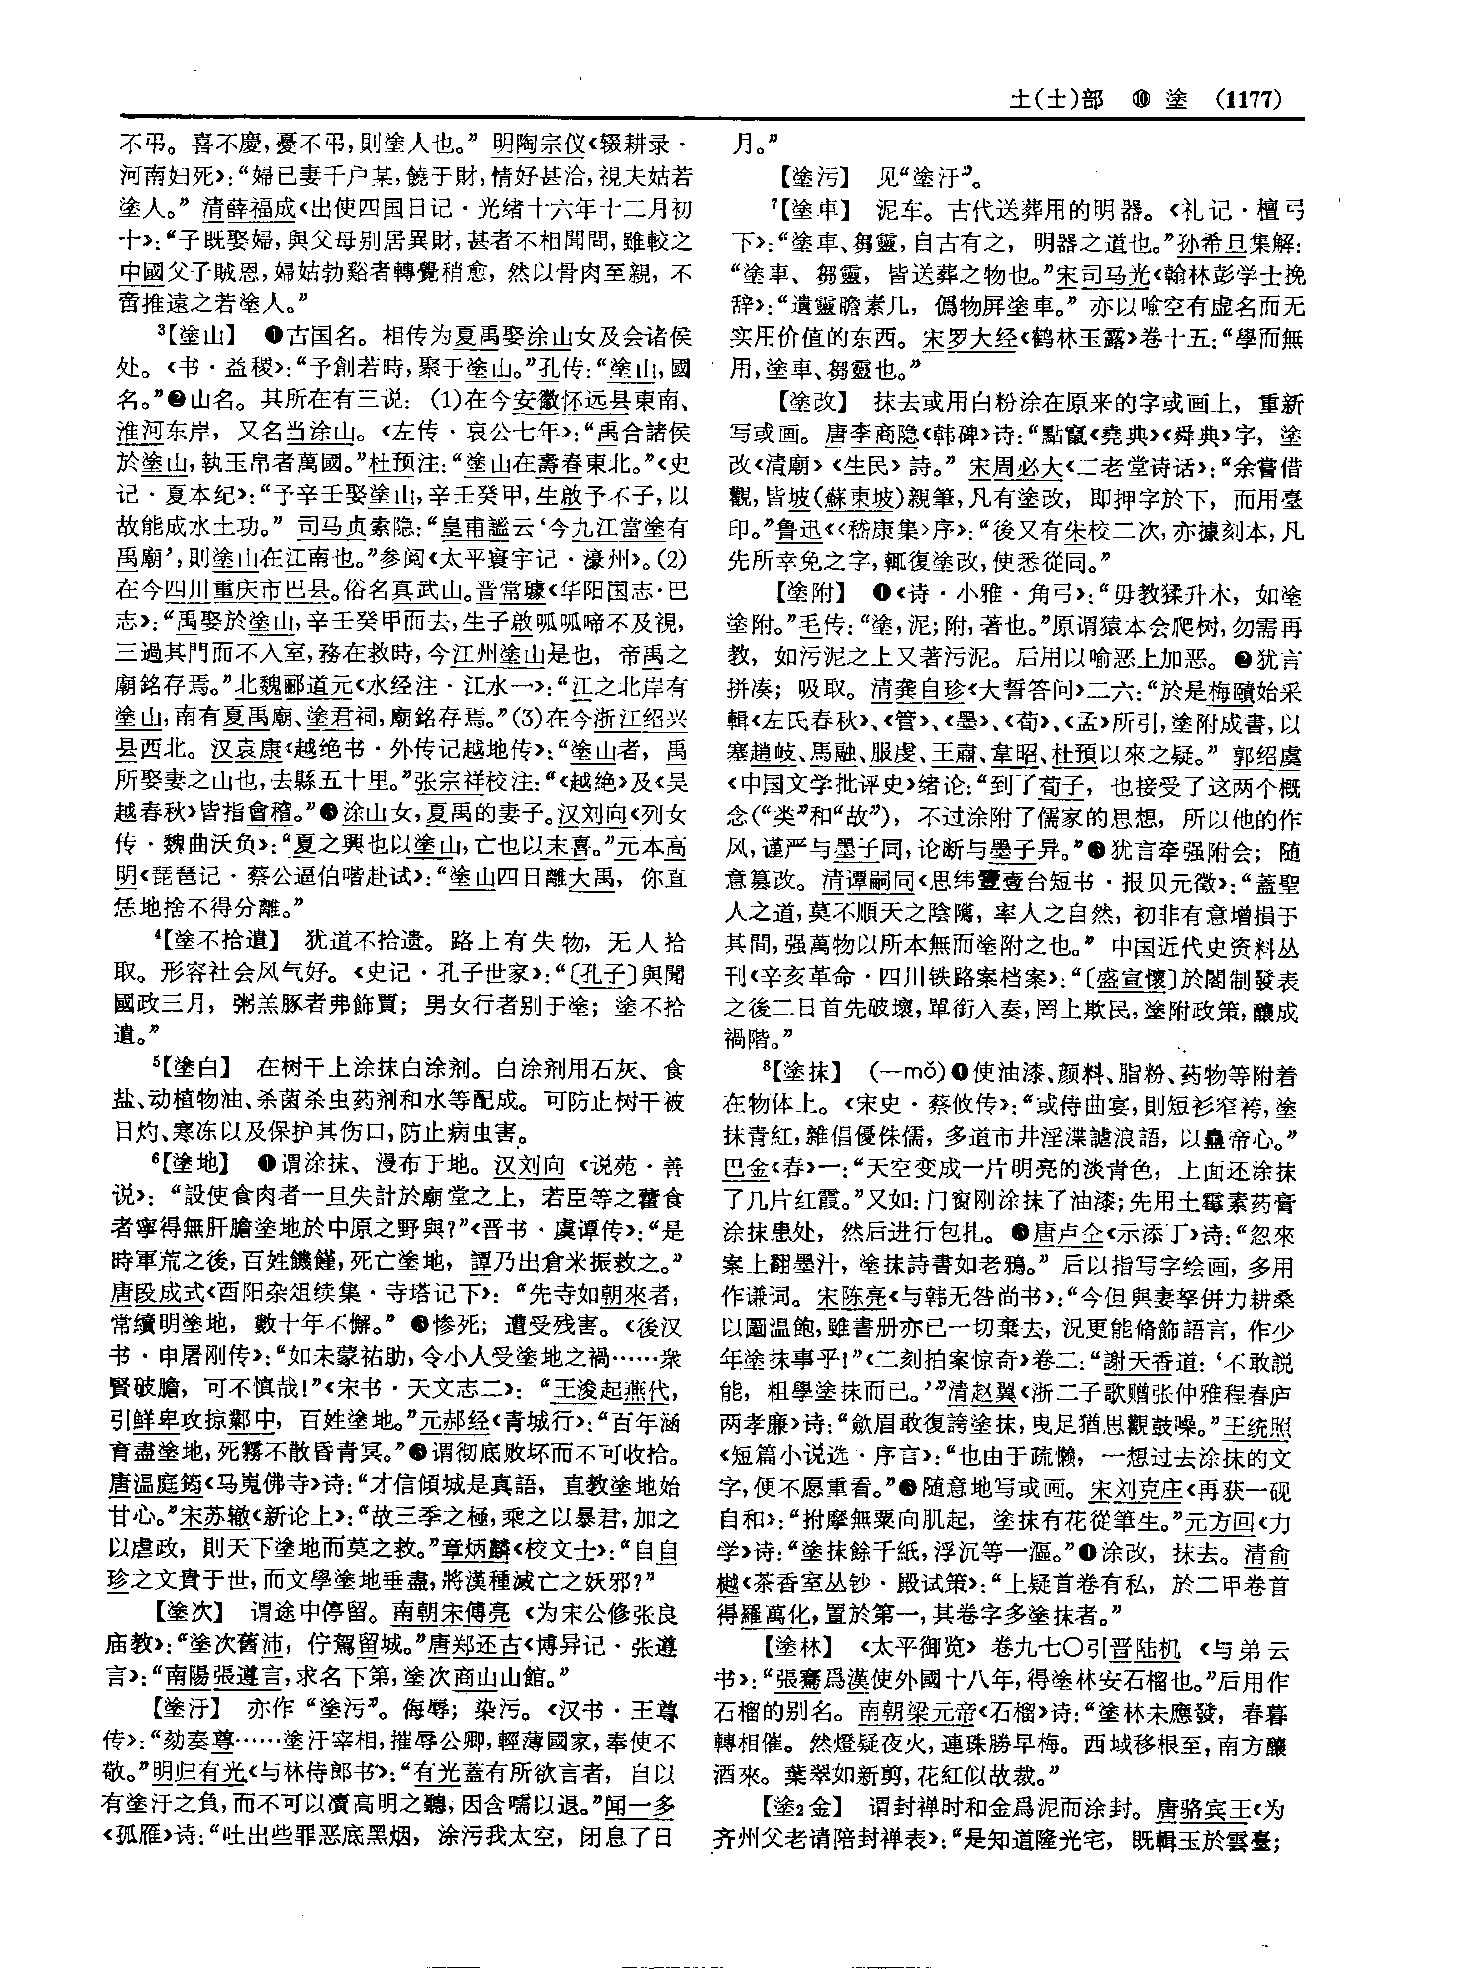 土(士)部　⑩　塗　(1177)
不弔。喜不慶,憂不弔,則塗人也。”明陶宗仪《辍耕录·
河南妇死》:“婦已妻千户某,饒于財,情好甚洽,視夫姑若
塗人。”清薛福成《出使四国日记·光绪十六年十二月初
十》:“子既娶婦,與父母别居異財,甚者不相聞問,雖較之
中國父子賊恩,婦姑勃谿者轉覺稍愈,然以骨肉至親,不
啻推遠之若塗人。”
³【塗山】　❶古国名。相传为夏禹娶涂山女及会诸侯
处。《书·益稷》:“予創若時,娶于塗山。”孔传:“塗山,國
名。”❷山名。其所在有三说:(1)在今安徽怀远县東南、
淮河东岸,又名当涂山。《左传·哀公七年》:“禹合諸侯
於塗山,執玉帛者萬國。”杜预注:“塗山在壽春東北。”《史
记·夏本纪》:“予辛壬娶塗山,辛壬癸甲,生啟予不子,以
故能成水土功。”司马贞索隐:“皇甫謐云‘今九江當塗有
禹廟’,則塗山在江南也。”参阅《太平寰宇记·濠州》。(2)
在今四川重庆市巴县。俗名真武山。晋常璩《华阳国志·巴
志》:“禹娶於塗山,辛壬癸甲而去,生子啟呱呱啼不及視,
三過其門而不入室,務在救時,今江州塗山是也,帝禹之
廟銘存焉。”北魏郦道元《水经注·江水一》:“江之北岸有
塗山,南有夏禹廟、塗君祠,廟銘存焉。”(3)在今浙江绍兴
县西北。汉袁康《越绝书·外传记越地传》:“塗山者,禹
所娶妻之山也,去縣五十里。”张宗祥校注:“《越絶》及《吴
越春秋》皆指會稽。”❸涂山女,夏禹的妻子。汉刘向《列女
传·魏曲沃负》:“夏之興也以塗山,亡也以末喜。”元本高
明《琵琶记·蔡公逼伯喈赴试》:“塗山四日離大禹,你直
恁地捨不得分離。”
⁴【塗不拾遺】　犹道不拾遗。路上有失物,无人拾
取。形容社会风气好。《史记·孔子世家》:“〔孔子〕與聞
國政三月,粥羔豚者弗飾賈;男女行者别于塗;塗不拾
遺。”
⁵【塗白】　在树干上涂抹白涂剂。白涂剂用石灰、食
盐、动植物油、杀菌杀虫药剂和水等配成。可防止树干被
日灼、寒冻以及保护其伤口,防止病虫害。
⁶【塗地】　❶谓涂抹、漫布于地。汉刘向《说苑·善
说》:“設使食肉者一旦失計於廟堂之上,若臣等之藿食
者寧得無肝膽塗地於中原之野與?”《晋书·虞谭传》:“是
時軍荒之後,百姓饑饉,死亡塗地,譚乃出倉米振救之。”
唐段成式《酉阳杂俎续集·寺塔记下》:“先寺如朝來者,
常續明塗地,數十年不懈。”❷惨死;遭受残害。《後汉
书·申屠刚传》:“如未蒙祐助,令小人受塗地之禍……衆
賢破膽,可不慎哉!”《宋书·天文志二》:“王浚起燕代,
引鮮卑攻掠鄴中,百姓塗地。”元郝经《青城行》:“百年涵
育盡塗地,死霧不散昏青冥。”❸谓彻底败坏而不可收拾。
唐温庭筠《马嵬佛寺》诗:“才信傾城是真語,直教塗地始
甘心。”宋苏辙《新论上》:“故三季之極,乘之以暴君,加之
以虐政,則天下塗地而莫之救。”章炳麟《校文士》:“自自
珍之文貴于世,而文學塗地垂盡,將漢種滅亡之妖邪?”
【塗次】　谓途中停留。南朝宋傅亮《为宋公修张良
庙教》:“塗次舊沛,佇駕留城。”唐郑还古《博异记·张遵
言》:“南陽張遵言,求名下第,塗次商山山館。”
【塗汙】　亦作“塗污”。侮辱;染污。《汉书·王尊
传》:“劾奏尊……塗汙宰相,摧辱公卿,輕薄國家,奉使不
敬。”明归有光《与林侍郎书》:“有光蓋有所欲言者,自以
有塗汙之負,而不可以瀆高明之聽,因含嚅以退。”闻一多
《孤雁》诗:“吐出些罪恶底黑烟,涂污我太空,闭息了日
月。”
【塗污】　见“塗汙”。
⁷【塗車】　泥车。古代送葬用的明器。《礼记·檀弓
下》:“塗車、芻靈,自古有之,明器之道也。”孙希旦集解:
“塗車、芻靈,皆送葬之物也。”宋司马光《翰林彭学士挽
辞》:“遺靈瞻素几,僞物屏塗車。”亦以喻空有虚名而无
实用价值的东西。宋罗大经《鹤林玉露》卷十五:“學而無
用,塗車、芻靈也。”
【塗改】　抹去或用白粉涂在原来的字或画上,重新
写或画。唐李商隐《韩碑》诗:“點竄《堯典》《舜典》字,塗
改《清廟》《生民》詩。”宋周必大《二老堂诗话》:“余嘗借
觀,皆坡(蘇東坡)親筆,凡有塗改,即押字於下,而用臺
印。”鲁迅《〈嵇康集〉序》:“後又有朱校二次,亦據刻本,凡
先所幸免之字,輒復塗改,使悉從同。”
【塗附】　❶《诗·小雅·角弓》:“毋教猱升木,如塗
塗附。”毛传:“塗,泥;附,著也。”原谓猿本会爬树,勿需再
教,如污泥之上又著污泥。后用以喻恶上加恶。❷犹言
拼凑;吸取。清龚自珍《大誓答问》二六:“於是梅賾始采
輯《左氏春秋》、《管》、《墨》、《荀》、《孟》所引,塗附成書,以
塞趙岐、馬融、服虔、王肅、韋昭、杜預以來之疑。”郭绍虞
《中国文学批评史》绪论:“到了荀子,也接受了这两个概
念(“类”和“故”),不过涂附了儒家的思想,所以他的作
风,谨严与墨子同,论断与墨子异。”❸犹言牵强附会;随
意篡改。清谭嗣同《思纬壹壹台短书·报贝元徵》:“蓋聖
人之道,莫不順天之陰隲,率人之自然,初非有意增損于
其間,强萬物以所本無而塗附之也。”中国近代史资料丛
刊《辛亥革命·四川铁路案档案》:“〔盛宣懷〕於閣制發表
之後二日首先破壞,單銜入奏,罔上欺民,塗附政策,釀成
禍階。”
⁸【塗抹】　(—mǒ)❶使油漆、颜料、脂粉、药物等附着
在物体上。《宋史·蔡攸传》:“或侍曲宴,則短衫窄袴,塗
抹青紅,雜倡優侏儒,多道市井淫渫謔浪語,以蠱帝心。”
巴金《春》一:“天空变成一片明亮的淡青色,上面还涂抹
了几片红霞。”又如:门窗刚涂抹了油漆;先用土霉素药膏
涂抹患处,然后进行包扎。❷唐卢仝《示添丁》诗:“忽來
案上翻墨汁,塗抹詩書如老鴉。”后以指写字绘画,多用
作谦词。宋陈亮《与韩无咎尚书》:“今但與妻孥併力耕桑
以圖温飽,雖書册亦已一切棄去,況更能脩飾語言,作少
年塗抹事乎!”《二刻拍案惊奇》卷二:“謝天香道:‘不敢説
能,粗學塗抹而已。’”清赵翼《浙二子歌赠张仲雅程春庐
两孝廉》诗:“斂眉敢復誇塗抹,曳足猶思觀鼓噪。”王统照
《短篇小说选·序言》:“也由于疏懒,一想过去涂抹的文
字,便不愿重看。”❸随意地写或画。宋刘克庄《再获一砚
自和》:“拊摩無粟向肌起,塗抹有花從筆生。”元方回《力
学》诗:“塗抹餘千紙,浮沉等一漚。”❹涂改,抹去。清俞
樾《茶香室丛钞·殿试策》:“上疑首卷有私,於二甲卷首
得羅萬化,置於第一,其卷字多塗抹者。”
【塗林】　《太平御览》卷九七〇引晋陆机《与弟云
书》:“張騫爲漢使外國十八年,得塗林安石榴也。”后用作
石榴的别名。南朝梁元帝《石榴》诗:“塗林未應發,春暮
轉相催。然燈疑夜火,連珠勝早梅。西域移根至,南方釀
酒來。葉翠如新剪,花紅似故裁。”
【塗₂金】　谓封禅时和金爲泥而涂封。唐骆宾王《为
齐州父老请陪封禅表》:“是知道隆光宅,既輯玉於雲臺;